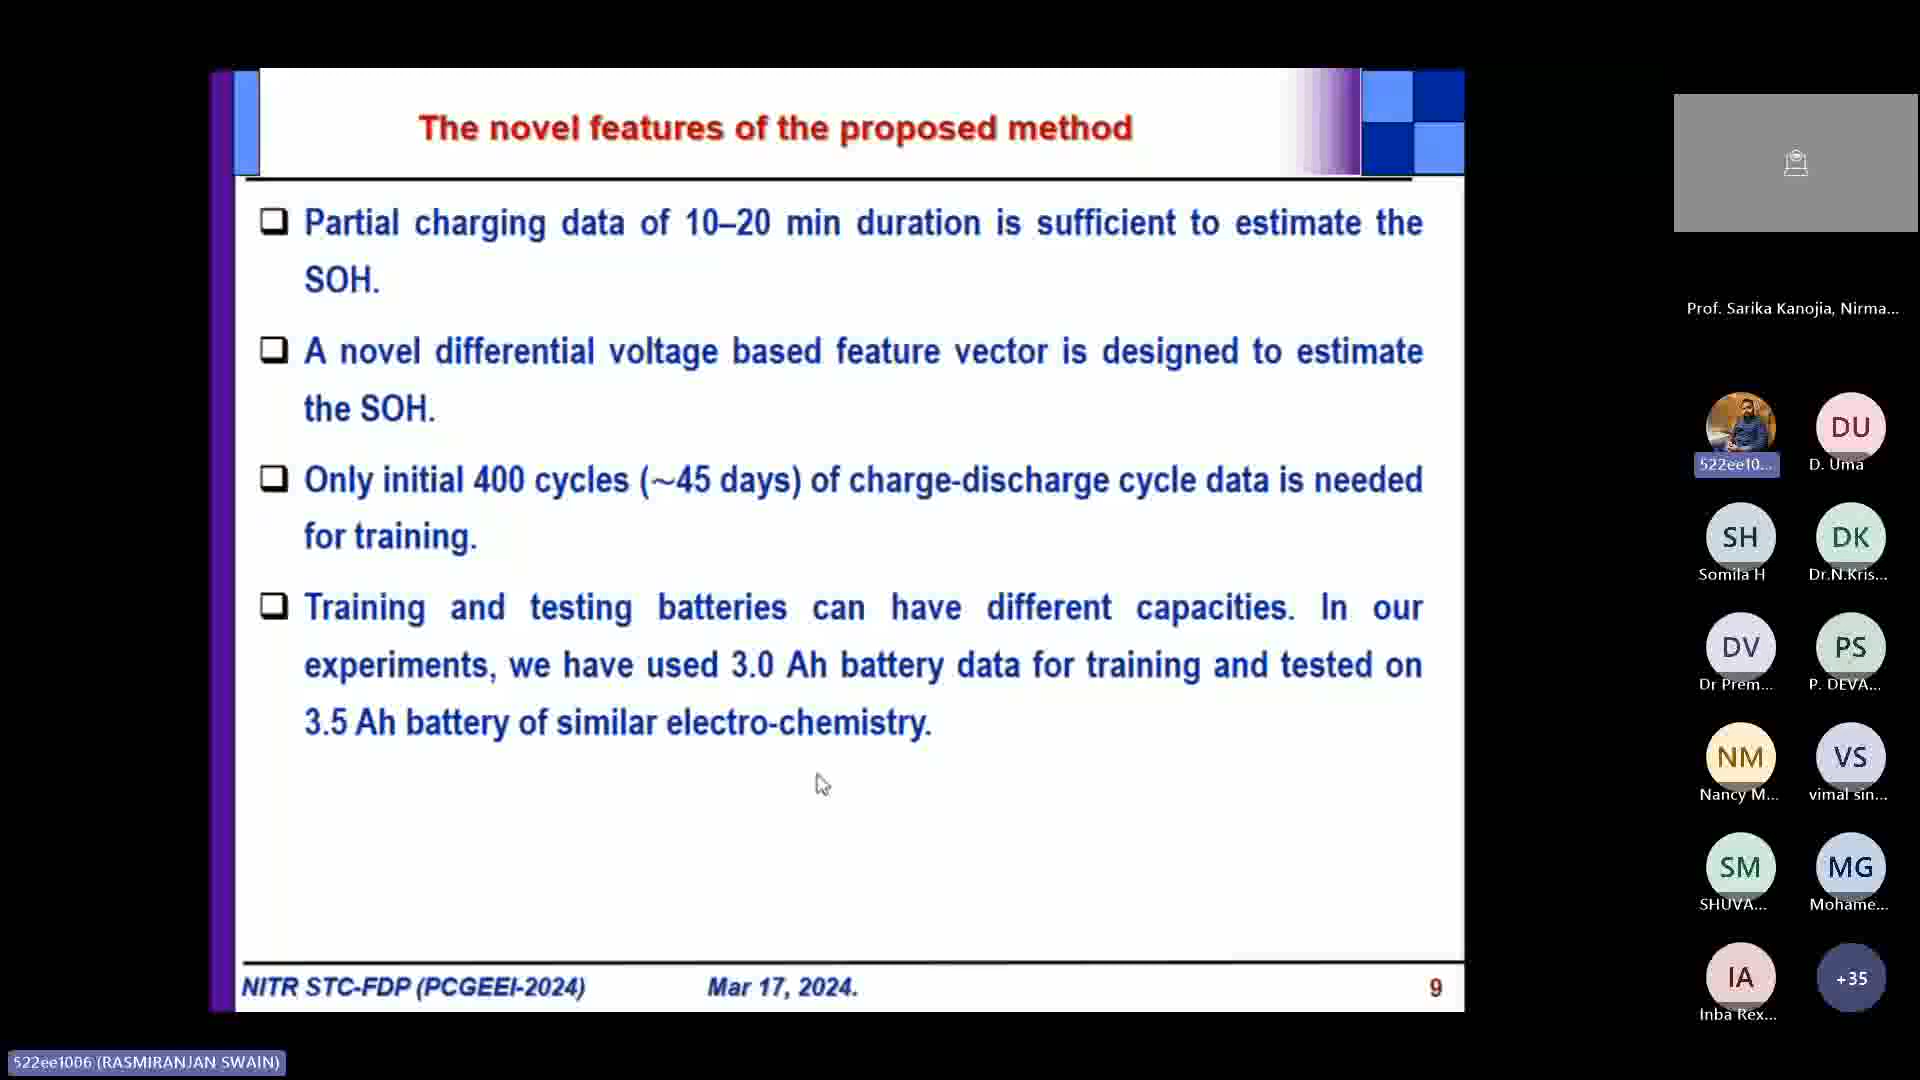 The novel features of the proposed method
Partial charging data of 10–20 min duration is sufficient to estimate the
SOH.
A novel differential voltage based feature vector is designed to estimate
the SOH.
Only initial 400 cycles (~45 days) of charge-discharge cycle data is needed
for training.
Training and testing batteries can have different capacities. In our
experiments, we have used 3.0 Ah battery data for training and tested on
3.5 Ah battery of similar electro-chemistry.
NITR STC-FDP (PCGEEI-2024) Mar 17, 2024. 9
Prof. Sarika Kanojia, Nirma...
DU
522ee10... D. Uma
SH DK
Somila H Dr.N.Kris...
DV PS
Dr Prem... P. DEVA...
NM VS
Nancy M... vimal sin...
SM MG
SHUVA... Mohame...
IA +35
Inba Rex...
522ee1006 (RASMIRANJAN SWAIN)